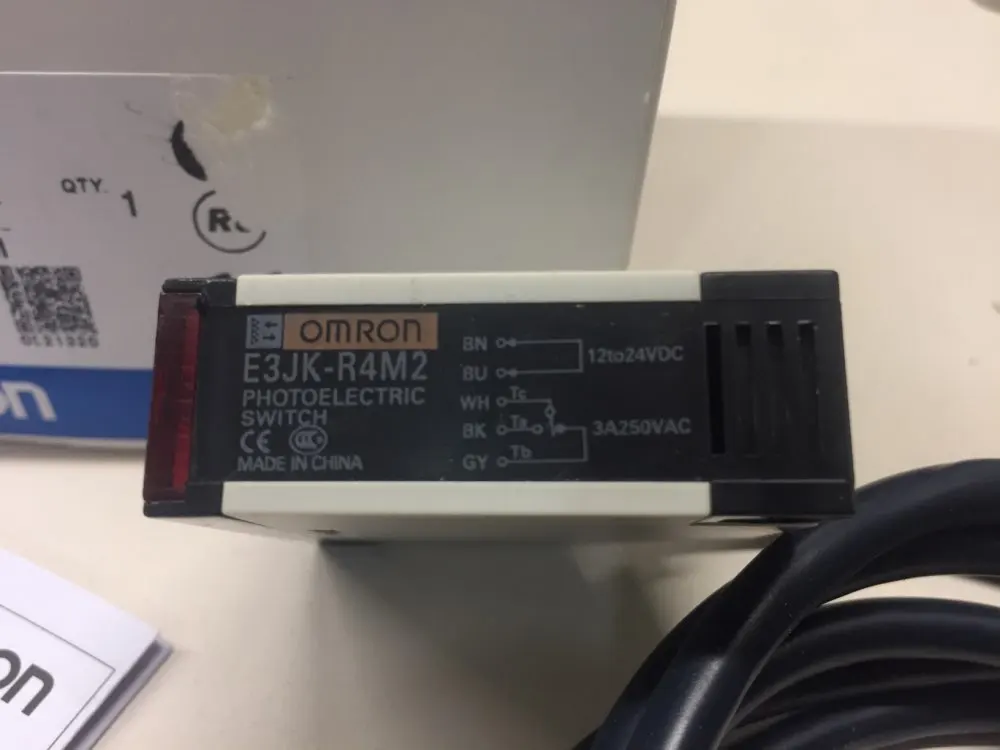 QTY. 1
OMRON
E3JK-R4M2
PHOTOELECTRIC
SWITCH
CE CCC
MADE IN CHINA
BN
BU
12to24VDC
WH Tc
BK Ta
GY Tb
3A250VAC
on
on